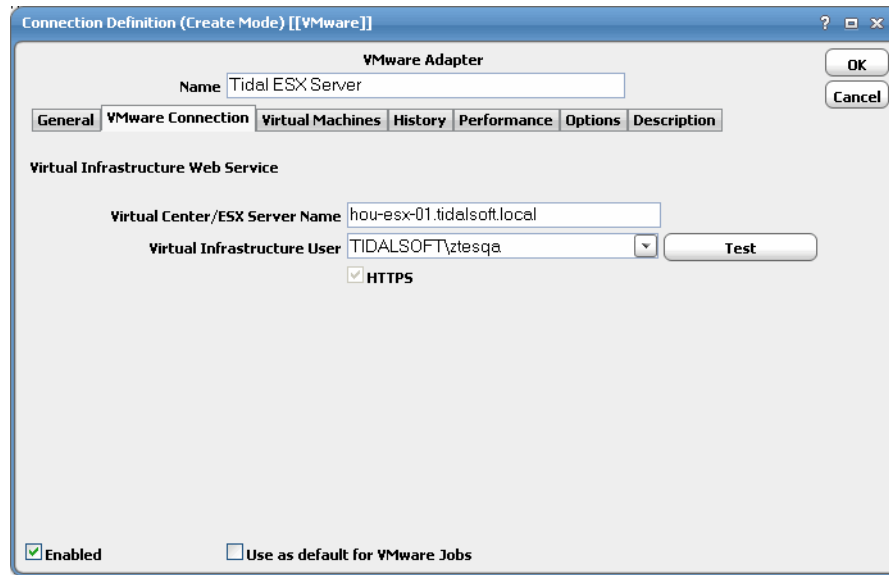 Connection Definition (Create Mode) [[VMware]]
?
VMware Adapter
OK
Name Tidal ESX Server
Cancel
General VMware Connection Virtual Machines History Performance Options Description
Virtual Infrastructure Web Service
Virtual Center/ESX Server Name hou-esx-01.tidalsoft.local
Virtual Infrastructure User TIDALSOFT\ztesqa Test
HTTPS
Enabled Use as default for VMware Jobs